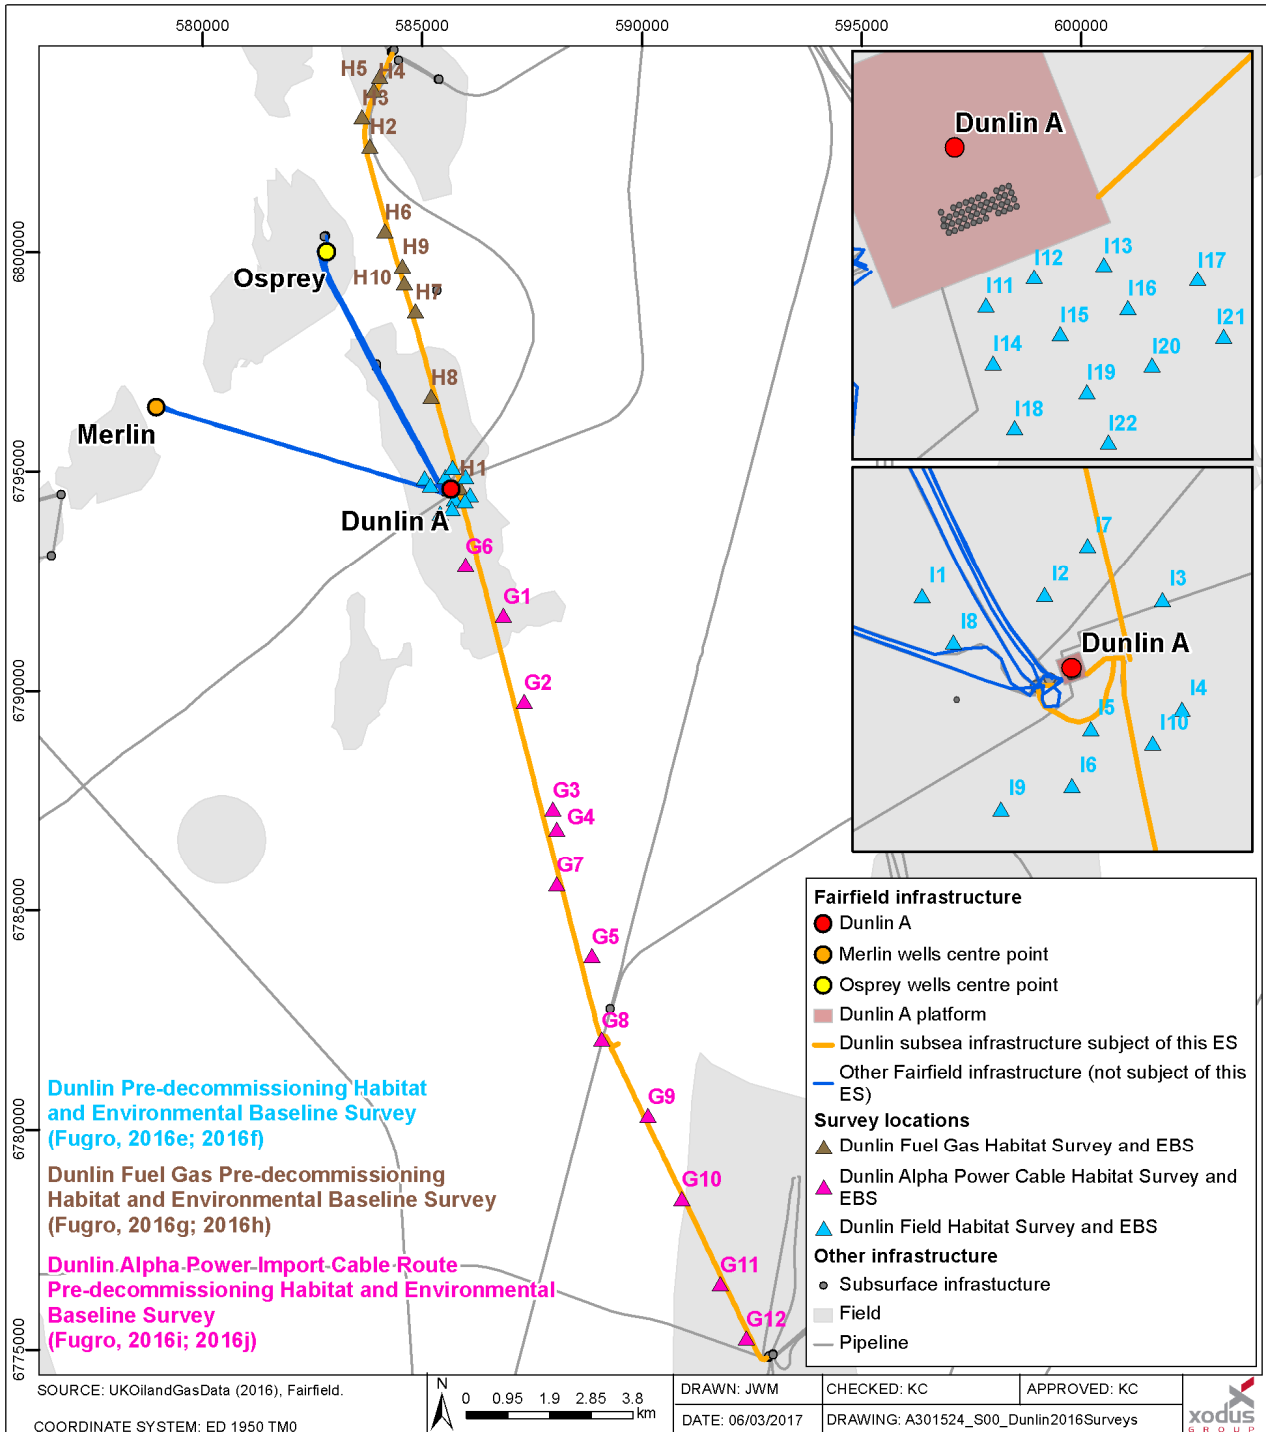 580000
585000
590000
595000
600000
6800000
6795000
6790000
6785000
6780000
6775000
H5
H4
H3
H2
H6
H9
H10
H7
H8
H1
Osprey
Merlin
Dunlin A
G6
G1
G2
G3
G4
G7
G5
G8
G9
G10
G11
G12
Dunlin A
I12
I13
I17
I11
I16
I15
I21
I14
I20
I19
I18
I22
I7
I1
I2
I3
I8
Dunlin A
I4
I5
I10
I6
I9
Fairfield infrastructure
Dunlin A
Merlin wells centre point
Osprey wells centre point
Dunlin A platform
Dunlin subsea infrastructure subject of this ES
Other Fairfield infrastructure (not subject of this
ES)
Survey locations
Dunlin Fuel Gas Habitat Survey and EBS
Dunlin Alpha Power Cable Habitat Survey and
EBS
Dunlin Field Habitat Survey and EBS
Other infrastructure
Subsurface infrastucture
Field
Pipeline
Dunlin Pre-decommissioning Habitat
and Environmental Baseline Survey
(Fugro, 2016e; 2016f)
Dunlin Fuel Gas Pre-decommissioning
Habitat and Environmental Baseline Survey
(Fugro, 2016g; 2016h)
Dunlin Alpha Power Import Cable Route
Pre-decommissioning Habitat and Environmental
Baseline Survey
(Fugro, 2016i; 2016j)
SOURCE: UKOilandGasData (2016), Fairfield.
COORDINATE SYSTEM: ED 1950 TM0
N
0 0.95 1.9 2.85 3.8
km
DRAWN: JWM
CHECKED: KC
APPROVED: KC
DATE: 06/03/2017
DRAWING: A301524_S00_Dunlin2016Surveys
xodus
GROUP